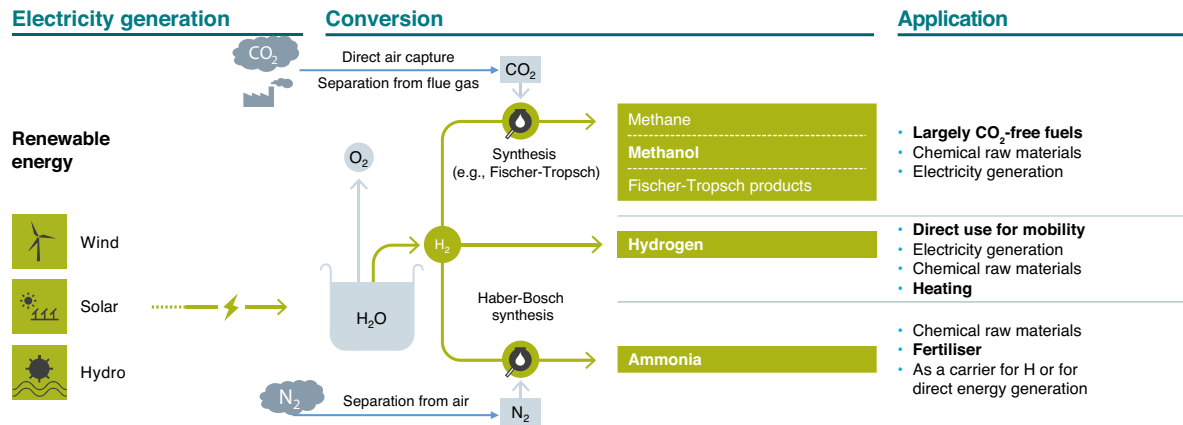 Electricity generation
Conversion
Application
CO₂
Direct air capture
Separation from flue gas
CO₂
Renewable
energy
Wind
Solar
Hydro
O₂
H₂O
H₂
Synthesis
(e.g., Fischer-Tropsch)
Methane
Methanol
Fischer-Tropsch products
• Largely CO₂-free fuels
• Chemical raw materials
• Electricity generation
Hydrogen
• Direct use for mobility
• Electricity generation
• Chemical raw materials
• Heating
Haber-Bosch
synthesis
Ammonia
• Chemical raw materials
• Fertiliser
• As a carrier for H or for
direct energy generation
N₂
Separation from air
N₂